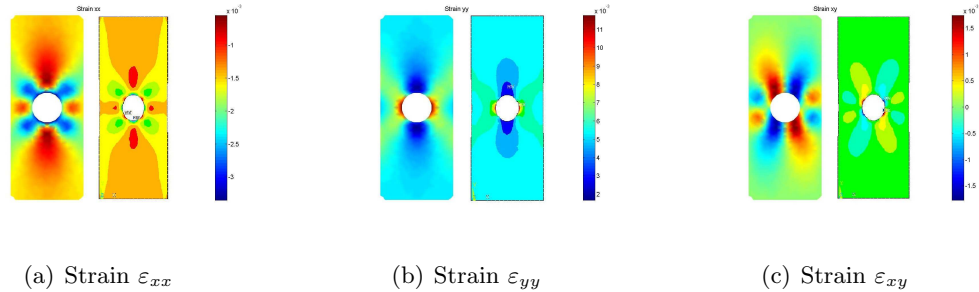 Strain xx
x 10⁻³
-1
-1.5
-2
-2.5
-3
Strain yy
x 10⁻³
11
10
9
8
7
6
5
4
3
2
Strain xy
x 10⁻³
1.5
1
0.5
0
-0.5
-1
-1.5
(a) Strain εxx
(b) Strain εyy
(c) Strain εxy